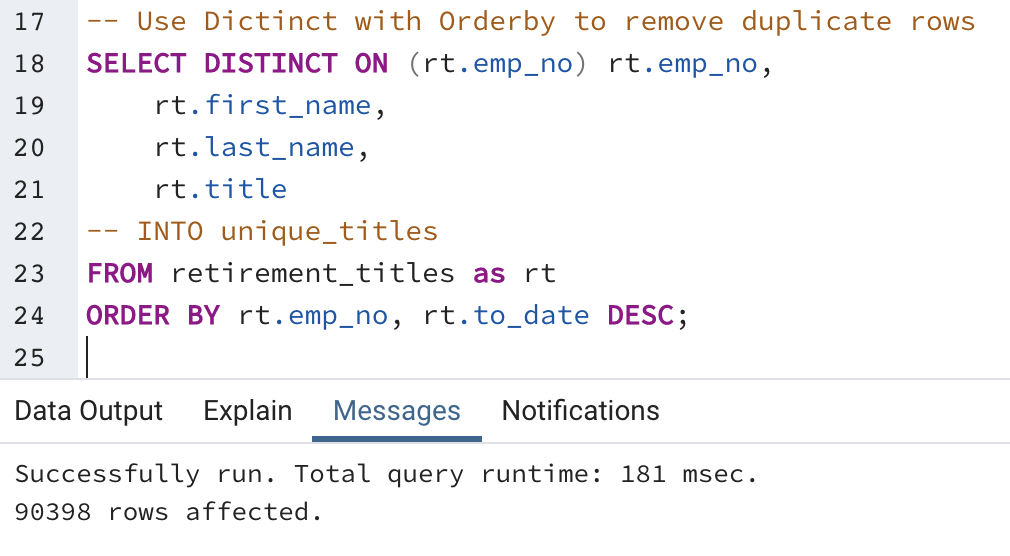 17 -- Use Dictinct with Orderby to remove duplicate rows
18 SELECT DISTINCT ON (rt.emp_no) rt.emp_no,
19     rt.first_name,
20     rt.last_name,
21     rt.title
22 -- INTO unique_titles
23 FROM retirement_titles as rt
24 ORDER BY rt.emp_no, rt.to_date DESC;
25
Data Output Explain Messages Notifications
Successfully run. Total query runtime: 181 msec.
90398 rows affected.